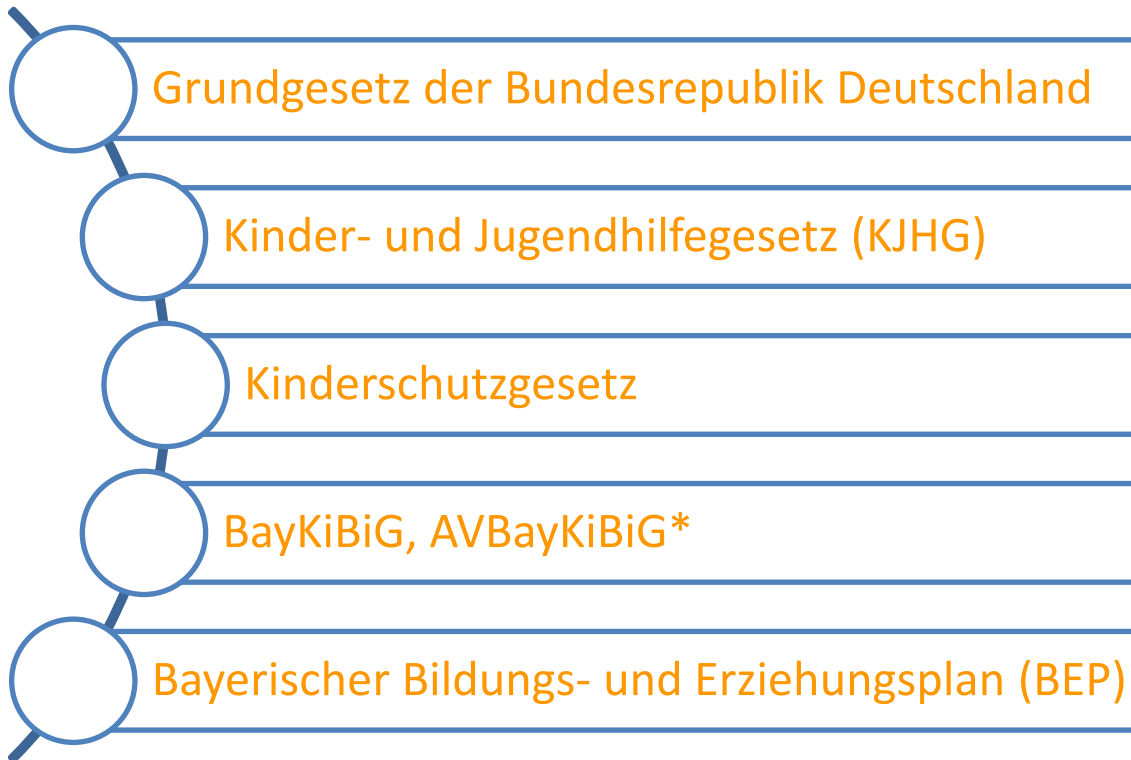 Grundgesetz der Bundesrepublik Deutschland
Kinder- und Jugendhilfegesetz (KJHG)
Kinderschutzgesetz
BayKiBiG, AVBayKiBiG*
Bayerischer Bildungs- und Erziehungsplan (BEP)